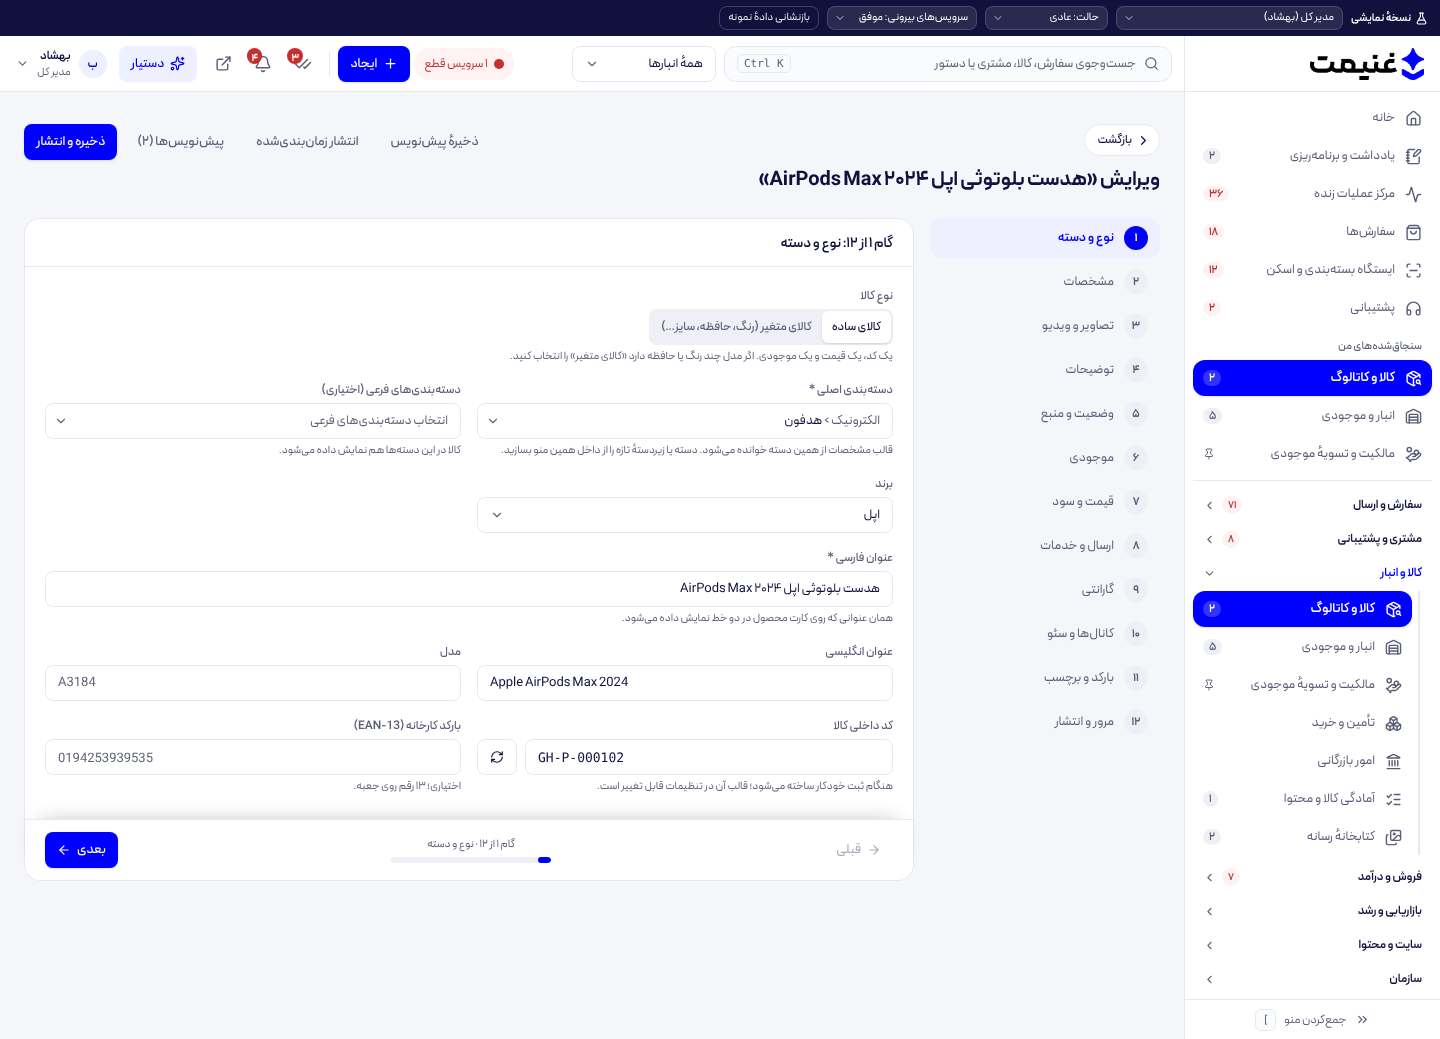 نسخهٔ نمایشی
مدیر کل (بهشاد)
حالت: عادی
سرویس‌های بیرونی: موفق
بازنشانی دادهٔ نمونه
غنیمت
جست‌وجوی سفارش، کالا، مشتری یا دستور
Ctrl K
همهٔ انبارها
۱ سرویس قطع
ایجاد
۳
۴
دستیار
ب
بهشاد
مدیر کل
خانه
یادداشت و برنامه‌ریزی ۲
مرکز عملیات زنده ۳۶
سفارش‌ها ۱۸
ایستگاه بسته‌بندی و اسکن ۱۲
پشتیبانی ۲
سنجاق‌شده‌های من
کالا و کاتالوگ ۲
انبار و موجودی ۵
مالکیت و تسویهٔ موجودی
سفارش و ارسال ۷۱
مشتری و پشتیبانی ۸
کالا و انبار
کالا و کاتالوگ ۲
انبار و موجودی ۵
مالکیت و تسویهٔ موجودی
تأمین و خرید
امور بازرگانی
آمادگی کالا و محتوا ۱
کتابخانهٔ رسانه ۲
فروش و درآمد ۷
بازاریابی و رشد
سایت و محتوا
سازمان
جمع‌کردن منو [
بازگشت
ویرایش «هدست بلوتوثی اپل AirPods Max ۲۰۲۴»
ذخیرهٔ پیش‌نویس
انتشار زمان‌بندی‌شده
پیش‌نویس‌ها (۲)
ذخیره و انتشار
۱ نوع و دسته
۲ مشخصات
۳ تصاویر و ویدیو
۴ توضیحات
۵ وضعیت و منبع
۶ موجودی
۷ قیمت و سود
۸ ارسال و خدمات
۹ گارانتی
۱۰ کانال‌ها و سئو
۱۱ بارکد و برچسب
۱۲ مرور و انتشار
گام ۱ از ۱۲: نوع و دسته
نوع کالا
کالای ساده
کالای متغیر (رنگ، حافظه، سایز…)
یک کد، یک قیمت و یک موجودی. اگر مدل چند رنگ یا حافظه دارد «کالای متغیر» را انتخاب کنید.
دسته‌بندی اصلی *
الکترونیک › هدفون
قالب مشخصات از همین دسته خوانده می‌شود. دسته یا زیردستهٔ تازه را از داخل همین منو بسازید.
دسته‌بندی‌های فرعی (اختیاری)
انتخاب دسته‌بندی‌های فرعی
کالا در این دسته‌ها هم نمایش داده می‌شود.
برند
اپل
عنوان فارسی *
هدست بلوتوثی اپل AirPods Max ۲۰۲۴
همان عنوانی که روی کارت محصول در دو خط نمایش داده می‌شود.
عنوان انگلیسی
Apple AirPods Max 2024
مدل
A3184
کد داخلی کالا
GH-P-000102
هنگام ثبت خودکار ساخته می‌شود؛ قالب آن در تنظیمات قابل تغییر است.
بارکد کارخانه (EAN-13)
0194253939535
اختیاری؛ ۱۳ رقم روی جعبه.
قبلی
گام ۱ از ۱۲ · نوع و دسته
بعدی